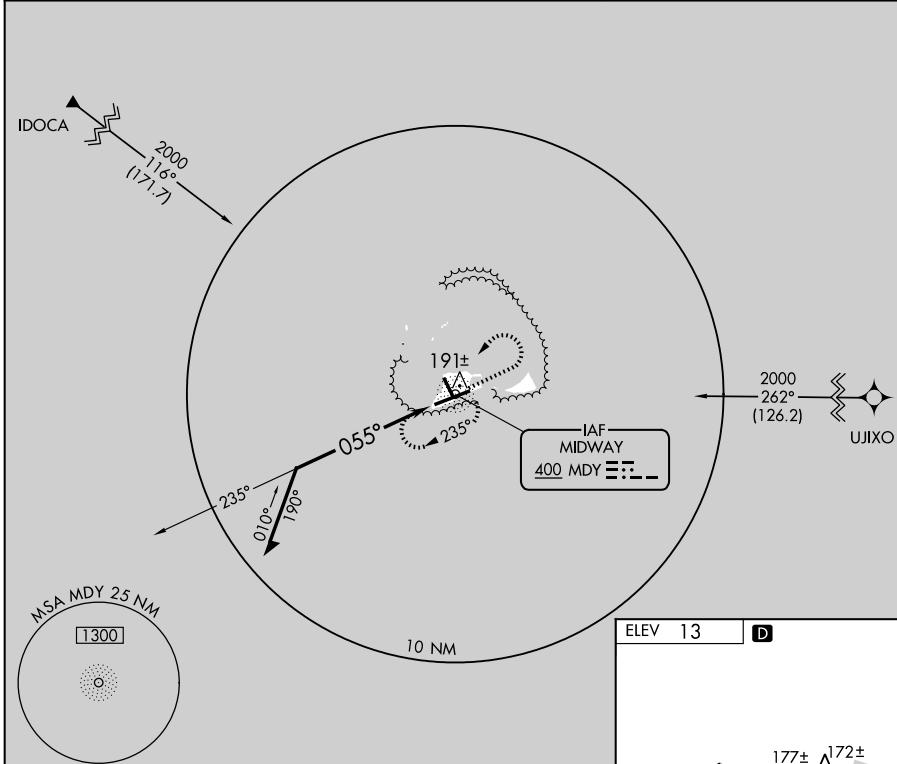 IDOCA
2000
116°
(171.7)
191±
2000
262°
(126.2)
UJIXO
IAF
MIDWAY
400 MDY
055°
235°
235°
010°
190°
MSA MDY 25 NM
1300
10 NM
ELEV 13 D
177± 172±